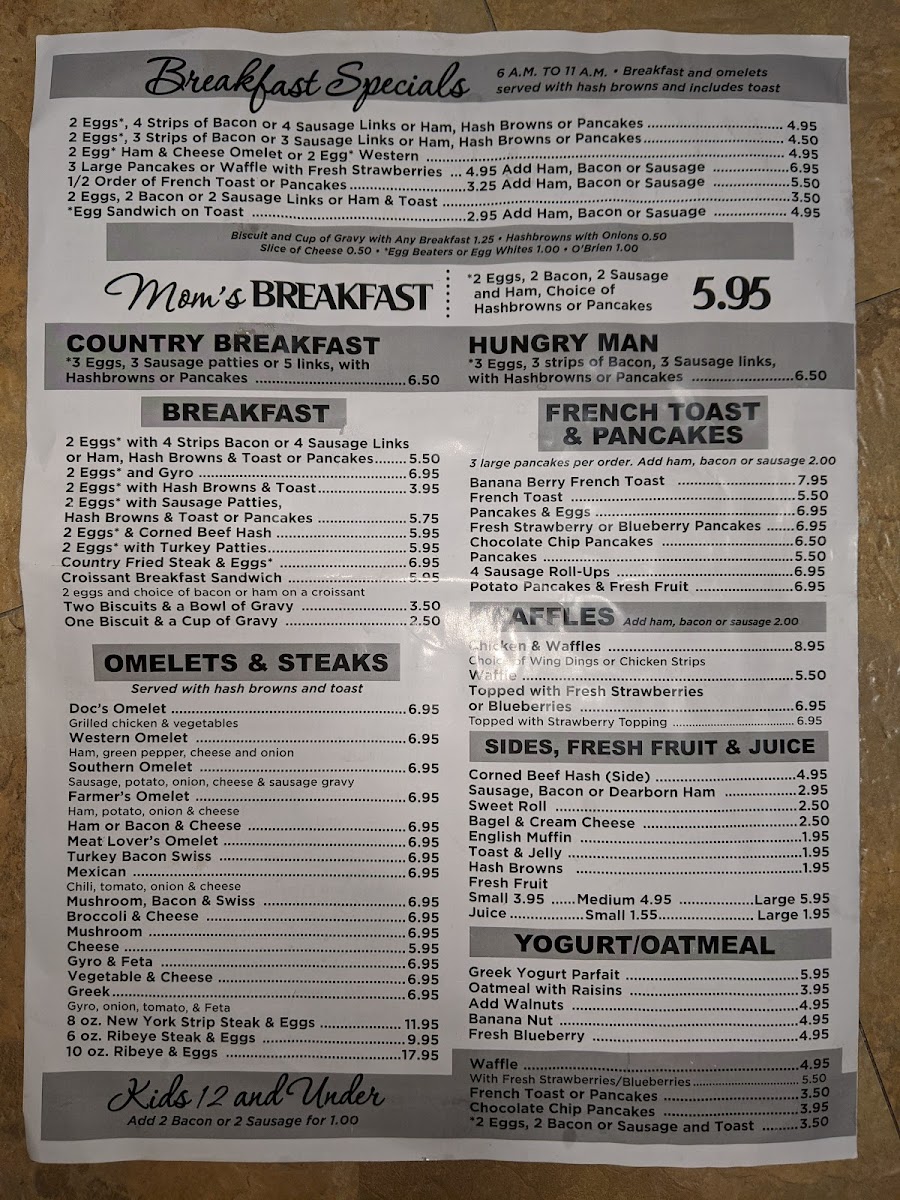 Breakfast Specials
6 A.M. TO 11 A.M. • Breakfast and omelets
served with hash browns and includes toast
2 Eggs*, 4 Strips of Bacon or 4 Sausage Links or Ham, Hash Browns or Pancakes 4.95
2 Eggs*, 3 Strips of Bacon or 3 Sausage Links or Ham, Hash Browns or Pancakes 4.50
2 Egg* Ham & Cheese Omelet or 2 Egg* Western 4.95
3 Large Pancakes or Waffle with Fresh Strawberries ... 4.95 Add Ham, Bacon or Sausage 6.95
1/2 Order of French Toast or Pancakes 3.25 Add Ham, Bacon or Sausage 5.50
2 Eggs, 2 Bacon or 2 Sausage Links or Ham & Toast 3.50
*Egg Sandwich on Toast 2.95 Add Ham, Bacon or Sasuage 4.95
Biscuit and Cup of Gravy with Any Breakfast 1.25 • Hashbrowns with Onions 0.50
Slice of Cheese 0.50 • *Egg Beaters or Egg Whites 1.00 • O'Brien 1.00
Mom's BREAKFAST
*2 Eggs, 2 Bacon, 2 Sausage
and Ham, Choice of
Hashbrowns or Pancakes
5.95
COUNTRY BREAKFAST
*3 Eggs, 3 Sausage patties or 5 links, with
Hashbrowns or Pancakes 6.50
HUNGRY MAN
*3 Eggs, 3 strips of Bacon, 3 Sausage links,
with Hashbrowns or Pancakes 6.50
BREAKFAST
2 Eggs* with 4 Strips Bacon or 4 Sausage Links
or Ham, Hash Browns & Toast or Pancakes 5.50
2 Eggs* and Gyro 6.95
2 Eggs* with Hash Browns & Toast 3.95
2 Eggs* with Sausage Patties,
Hash Browns & Toast or Pancakes 5.75
2 Eggs* & Corned Beef Hash 5.95
2 Eggs* with Turkey Patties 5.95
Country Fried Steak & Eggs* 6.95
Croissant Breakfast Sandwich 5.95
2 eggs and choice of bacon or ham on a croissant
Two Biscuits & a Bowl of Gravy 3.50
One Biscuit & a Cup of Gravy 2.50
OMELETS & STEAKS
Served with hash browns and toast
Doc's Omelet 6.95
Grilled chicken & vegetables
Western Omelet 6.95
Ham, green pepper, cheese and onion
Southern Omelet 6.95
Sausage, potato, onion, cheese & sausage gravy
Farmer's Omelet 6.95
Ham, potato, onion & cheese
Ham or Bacon & Cheese 6.95
Meat Lover's Omelet 6.95
Turkey Bacon Swiss 6.95
Mexican 6.95
Chili, tomato, onion & cheese
Mushroom, Bacon & Swiss 6.95
Broccoli & Cheese 6.95
Mushroom 6.95
Cheese 5.95
Gyro & Feta 6.95
Vegetable & Cheese 6.95
Greek 6.95
Gyro, onion, tomato, & Feta
8 oz. New York Strip Steak & Eggs 11.95
6 oz. Ribeye Steak & Eggs 9.95
10 oz. Ribeye & Eggs 17.95
FRENCH TOAST
& PANCAKES
3 large pancakes per order. Add ham, bacon or sausage 2.00
Banana Berry French Toast 7.95
French Toast 5.50
Pancakes & Eggs 6.95
Fresh Strawberry or Blueberry Pancakes 6.95
Chocolate Chip Pancakes 6.50
Pancakes 5.50
4 Sausage Roll-Ups 6.95
Potato Pancakes & Fresh Fruit 6.95
WAFFLES Add ham, bacon or sausage 2.00
Chicken & Waffles 8.95
Choice of Wing Dings or Chicken Strips
Waffle 5.50
Topped with Fresh Strawberries
or Blueberries 6.95
Topped with Strawberry Topping 6.95
SIDES, FRESH FRUIT & JUICE
Corned Beef Hash (Side) 4.95
Sausage, Bacon or Dearborn Ham 2.95
Sweet Roll 2.50
Bagel & Cream Cheese 2.50
English Muffin 1.95
Toast & Jelly 1.95
Hash Browns 1.95
Fresh Fruit
Small 3.95 Medium 4.95 Large 5.95
Juice Small 1.55 Large 1.95
YOGURT/OATMEAL
Greek Yogurt Parfait 5.95
Oatmeal with Raisins 3.95
Add Walnuts 4.95
Banana Nut 4.95
Fresh Blueberry 4.95
Kids 12 and Under
Add 2 Bacon or 2 Sausage for 1.00
Waffle 4.95
With Fresh Strawberries/Blueberries 5.50
French Toast or Pancakes 3.50
Chocolate Chip Pancakes 3.95
*2 Eggs, 2 Bacon or Sausage and Toast 3.50